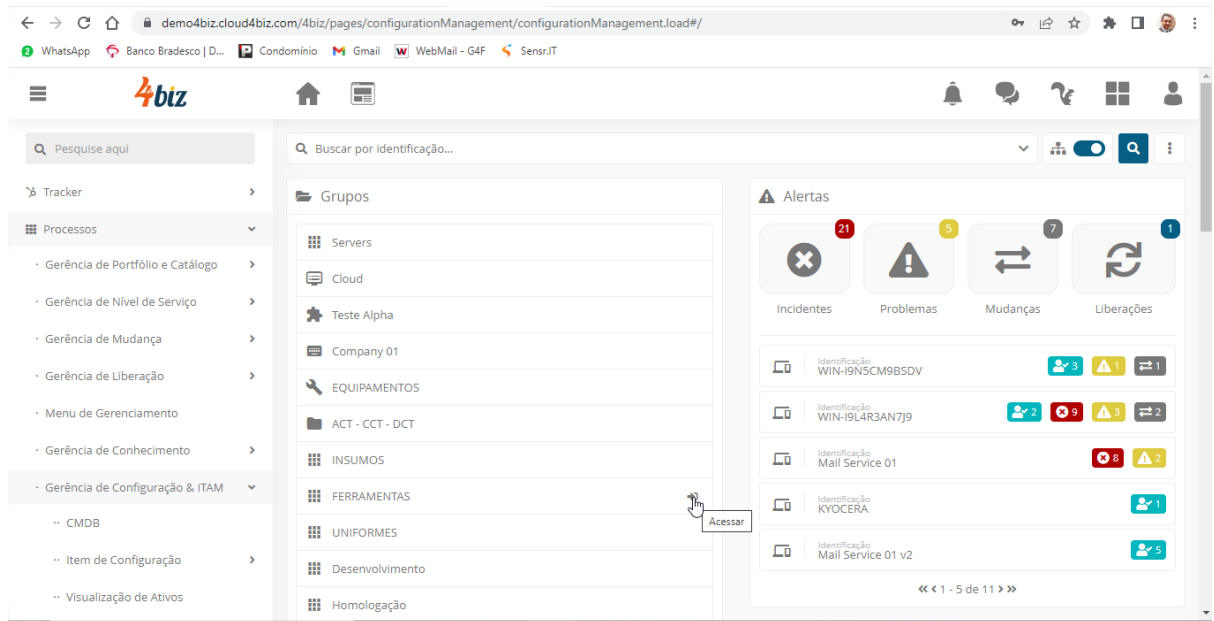 demo4biz.cloud4biz.com/4biz/pages/configurationManagement/configurationManagement.load#/
WhatsApp Banco Bradesco | D... Condomínio Gmail WebMail - G4F Sensr.IT
4biz
Pesquise aqui
Tracker
Processos
· Gerência de Portfólio e Catálogo
· Gerência de Nível de Serviço
· Gerência de Mudança
· Gerência de Liberação
· Menu de Gerenciamento
· Gerência de Conhecimento
· Gerência de Configuração & ITAM
·· CMDB
·· Item de Configuração
·· Visualização de Ativos
Buscar por identificação...
Grupos
Servers
Cloud
Teste Alpha
Company 01
EQUIPAMENTOS
ACT - CCT - DCT
INSUMOS
FERRAMENTAS
Acessar
UNIFORMES
Desenvolvimento
Homologação
Alertas
21 5 7 1
Incidentes Problemas Mudanças Liberações
Identificação
WIN-I9N5CM9BSDV 3 1 1
Identificação
WIN-I9L4R3AN7J9 2 9 3 2
Identificação
Mail Service 01 8 2
Identificação
KYOCERA 1
Identificação
Mail Service 01 v2 5
1 - 5 de 11